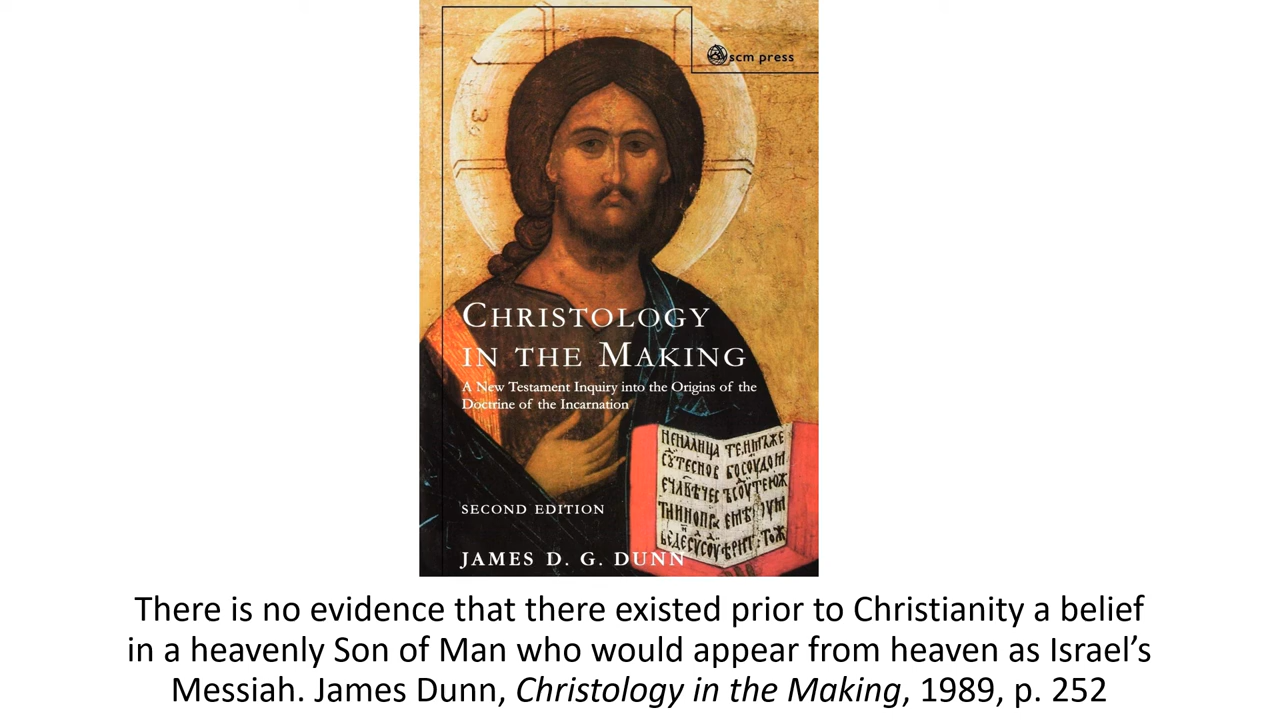 scm press
CHRISTOLOGY
IN THE MAKING
A New Testament Inquiry into the Origins of the
Doctrine of the Incarnation
SECOND EDITION
JAMES D. G. DUNN
There is no evidence that there existed prior to Christianity a belief
in a heavenly Son of Man who would appear from heaven as Israel’s
Messiah. James Dunn, Christology in the Making, 1989, p. 252